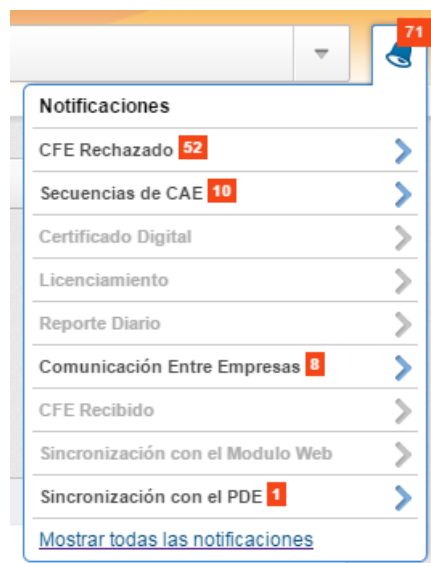 71
Notificaciones
CFE Rechazado 52
Secuencias de CAE 10
Certificado Digital
Licenciamiento
Reporte Diario
Comunicación Entre Empresas 8
CFE Recibido
Sincronización con el Modulo Web
Sincronización con el PDE 1
Mostrar todas las notificaciones